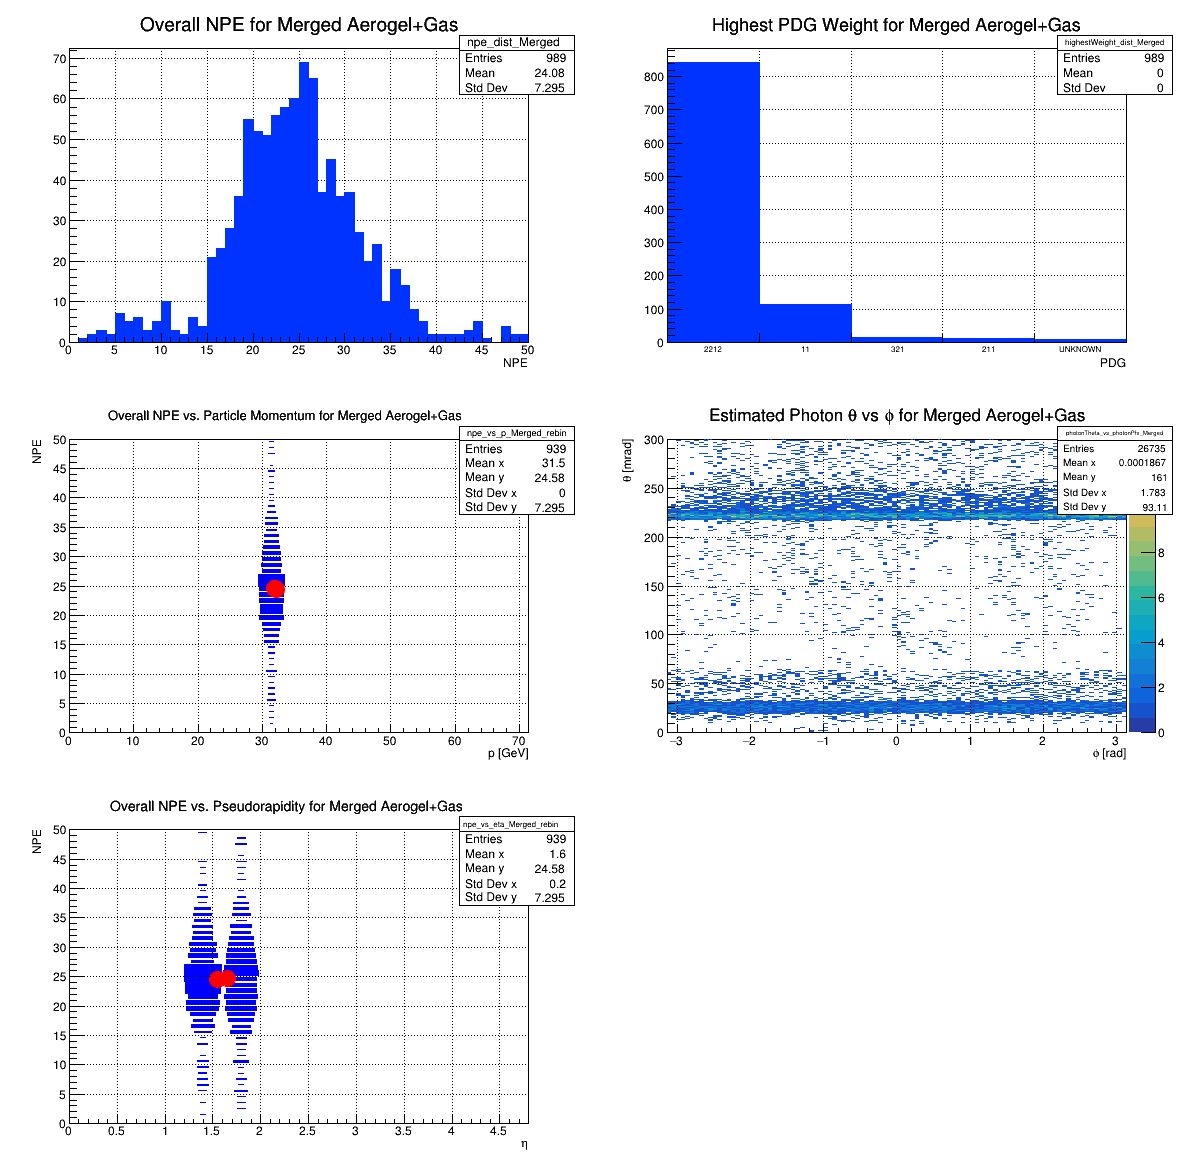 Overall NPE for Merged Aerogel+Gas
npe_dist_Merged
Entries 989
Mean 24.08
Std Dev 7.295
70
60
50
40
30
20
10
0
0 5 10 15 20 25 30 35 40 45 50
NPE
Highest PDG Weight for Merged Aerogel+Gas
highestWeight_dist_Merged
Entries 989
Mean 0
Std Dev 0
800
700
600
500
400
300
200
100
0
2212 11 321 211 UNKNOWN
PDG
Overall NPE vs. Particle Momentum for Merged Aerogel+Gas
npe_vs_p_Merged_rebin
Entries 939
Mean x 31.5
Mean y 24.58
Std Dev x 0
Std Dev y 7.295
NPE
50
45
40
35
30
25
20
15
10
5
0
0 10 20 30 40 50 60 70
p [GeV]
Estimated Photon θ vs ϕ for Merged Aerogel+Gas
photonTheta_vs_photonPhi_Merged
Entries 26735
Mean x 0.0001867
Mean y 161
Std Dev x 1.783
Std Dev y 93.11
θ [mrad]
300
250
200
150
100
50
0
−3 −2 −1 0 1 2 3
ϕ [rad]
8
6
4
2
0
Overall NPE vs. Pseudorapidity for Merged Aerogel+Gas
npe_vs_eta_Merged_rebin
Entries 939
Mean x 1.6
Mean y 24.58
Std Dev x 0.2
Std Dev y 7.295
NPE
50
45
40
35
30
25
20
15
10
5
0
0 0.5 1 1.5 2 2.5 3 3.5 4 4.5
η